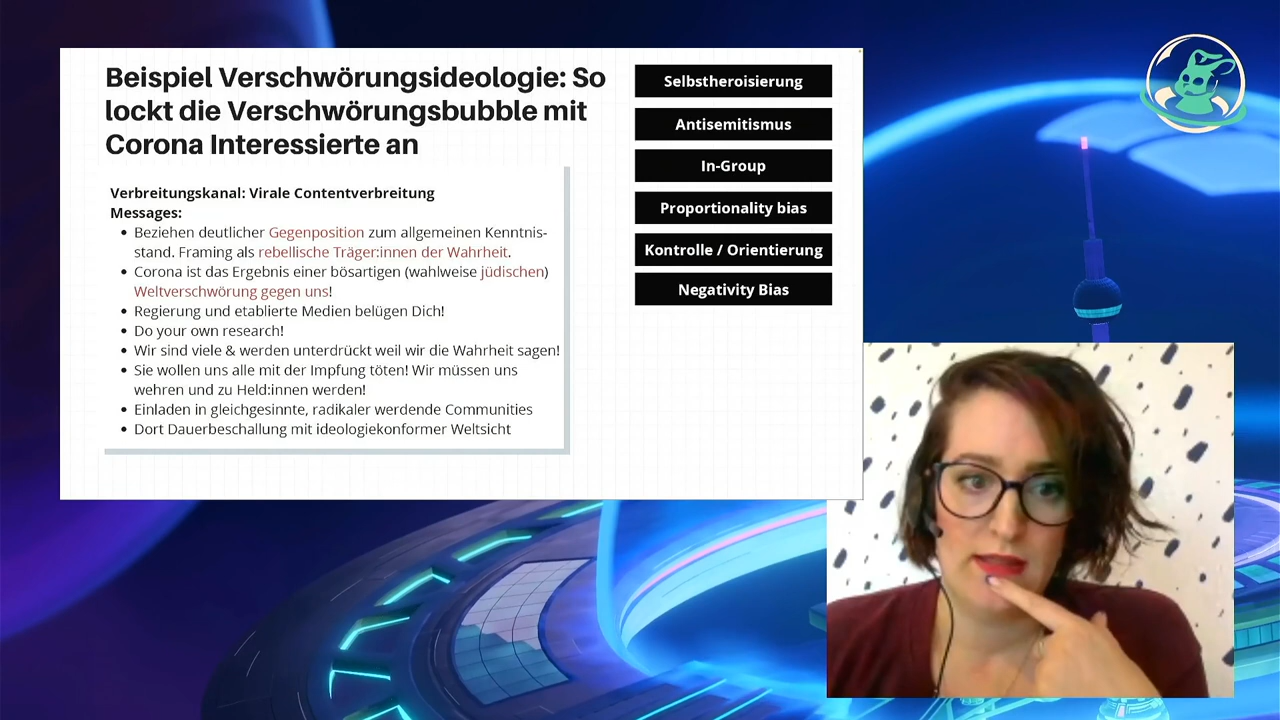 Beispiel Verschwörungsideologie: So
lockt die Verschwörungsbubble mit
Corona Interessierte an
Verbreitungskanal: Virale Contentverbreitung
Messages:
• Beziehen deutlicher Gegenposition zum allgemeinen Kenntnis-
stand. Framing als rebellische Träger:innen der Wahrheit.
• Corona ist das Ergebnis einer bösartigen (wahlweise jüdischen)
Weltverschwörung gegen uns!
• Regierung und etablierte Medien belügen Dich!
• Do your own research!
• Wir sind viele & werden unterdrückt weil wir die Wahrheit sagen!
• Sie wollen uns alle mit der Impfung töten! Wir müssen uns
wehren und zu Held:innen werden!
• Einladen in gleichgesinnte, radikaler werdende Communities
• Dort Dauerbeschallung mit ideologiekonformer Weltsicht
Selbstheroisierung
Antisemitismus
In-Group
Proportionality bias
Kontrolle / Orientierung
Negativity Bias